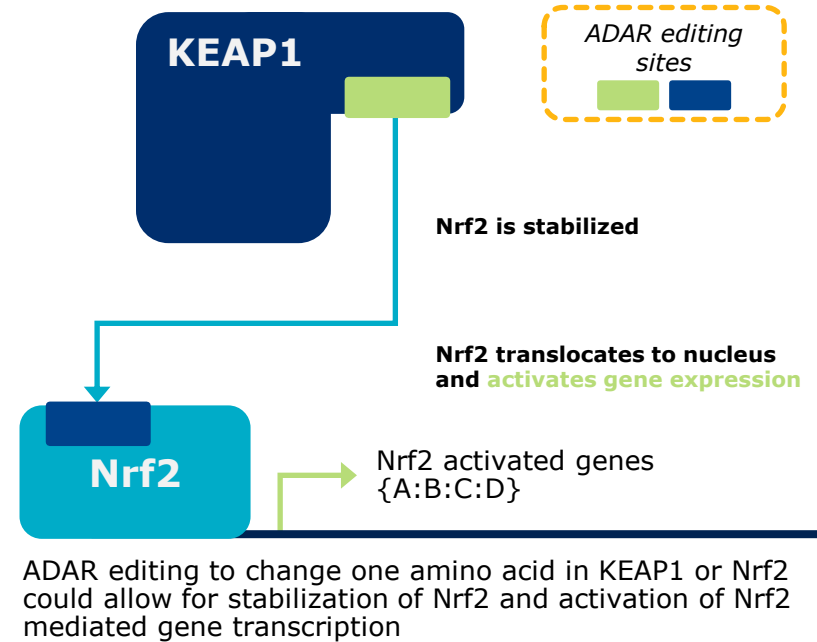 KEAP1
ADAR editing
sites
Nrf2 is stabilized
Nrf2 translocates to nucleus
and activates gene expression
Nrf2
Nrf2 activated genes
{A:B:C:D}
ADAR editing to change one amino acid in KEAP1 or Nrf2
could allow for stabilization of Nrf2 and activation of Nrf2
mediated gene transcription